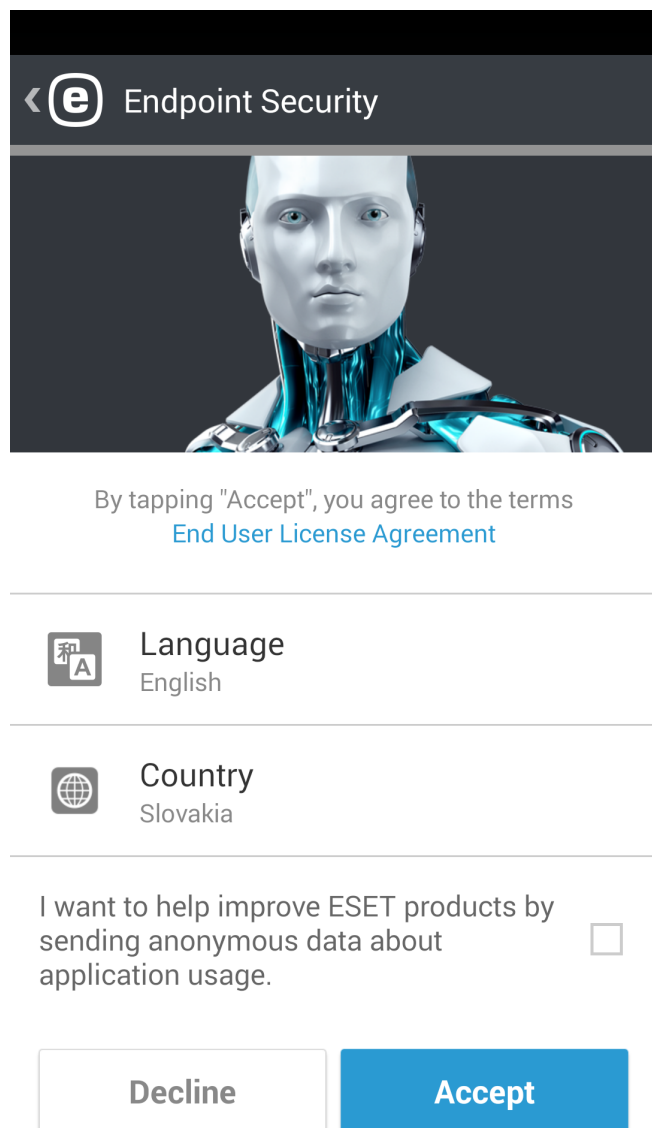 e Endpoint Security
By tapping "Accept", you agree to the terms
End User License Agreement
和 A
Language
English
Country
Slovakia
I want to help improve ESET products by
sending anonymous data about
application usage.
Decline Accept